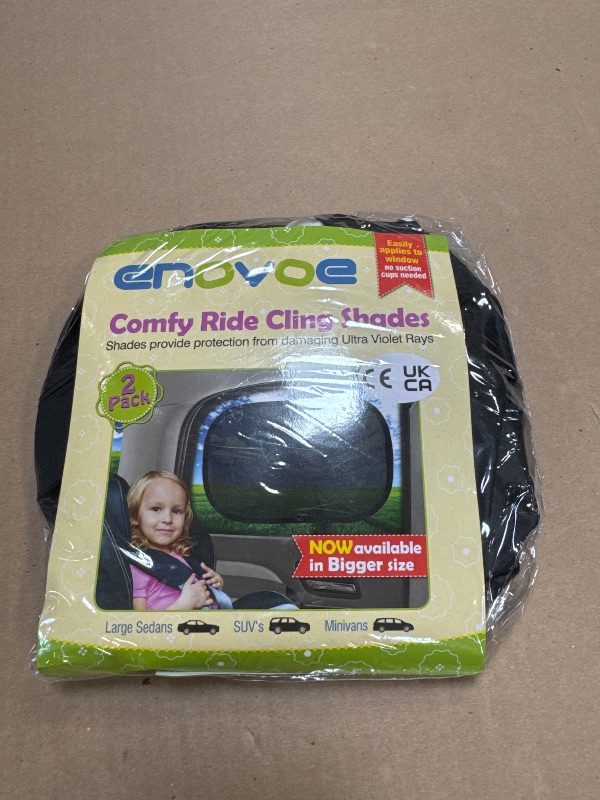 enovoe
Easily
applies to
window
no suction
cups needed
Comfy Ride Cling Shades
Shades provide protection from damaging Ultra Violet Rays
2
Pack
CE UK
CA
NOW available
in Bigger size
Large Sedans SUV's Minivans